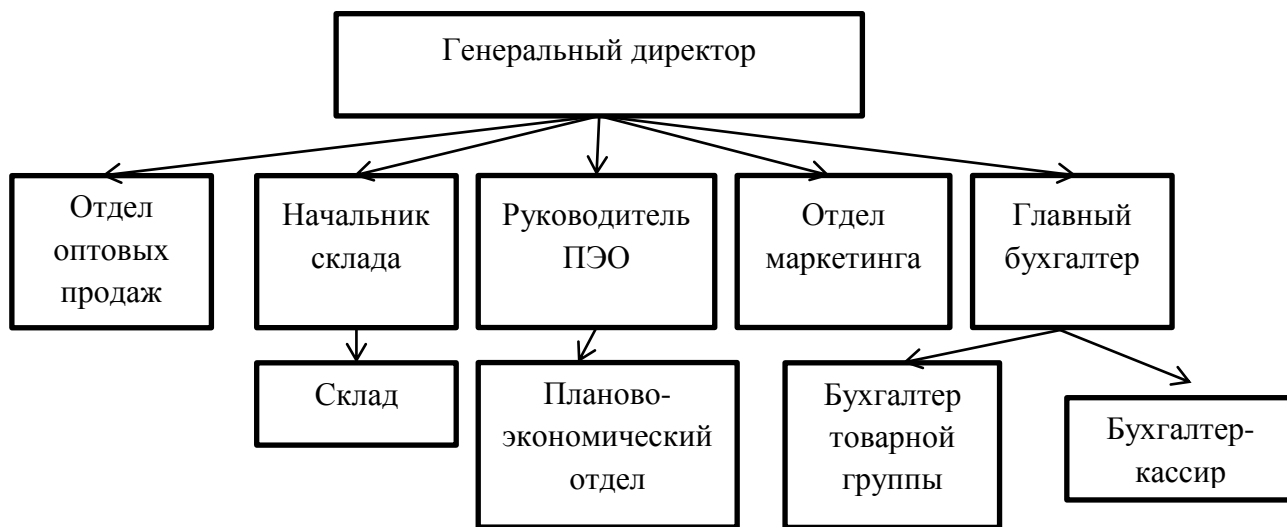 Генеральный директор
Отдел
оптовых
продаж
Начальник
склада
Руководитель
ПЭО
Отдел
маркетинга
Главный
бухгалтер
Склад
Планово-
экономический
отдел
Бухгалтер
товарной
группы
Бухгалтер-
кассир